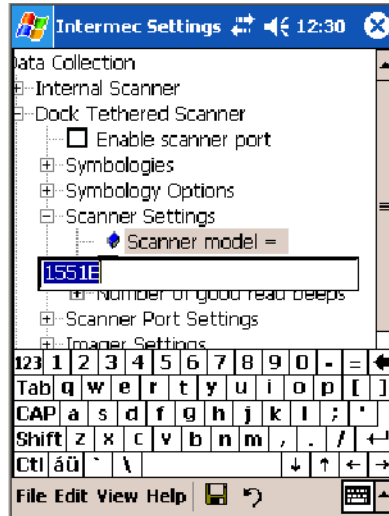 Intermec Settings 12:30
Data Collection
Internal Scanner
Dock Tethered Scanner
Enable scanner port
Symbologies
Symbology Options
Scanner Settings
Scanner model =
1551E
Number of good read beeps
Scanner Port Settings
Imager Settings
123 1 2 3 4 5 6 7 8 9 0 - =
Tab q w e r t y u i o p [ ]
CAP a s d f g h j k l ; '
Shift z x c v b n m , . /
Ctl áü ` \ ↓ ↑ ← →
File Edit View Help